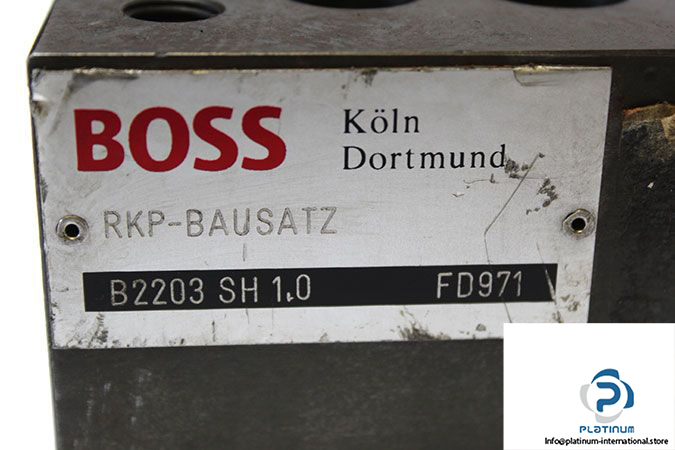 BOSS
Köln
Dortmund
RKP-BAUSATZ
B2203 SH 1.0 FD971
PLATINUM
Info@platinum-international.store